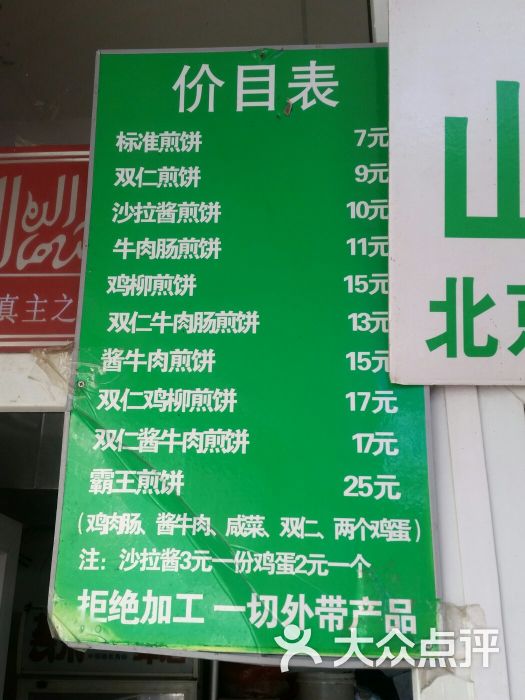 价目表
标准煎饼 7元
双仁煎饼 9元
沙拉酱煎饼 10元
牛肉肠煎饼 11元
鸡柳煎饼 15元
双仁牛肉肠煎饼 13元
酱牛肉煎饼 15元
双仁鸡柳煎饼 17元
双仁酱牛肉煎饼 17元
霸王煎饼 25元
（鸡肉肠、酱牛肉、咸菜、双仁、两个鸡蛋）
注：沙拉酱3元一份鸡蛋2元一个
拒绝加工 一切外带产品
真主之
山
北
大众点评